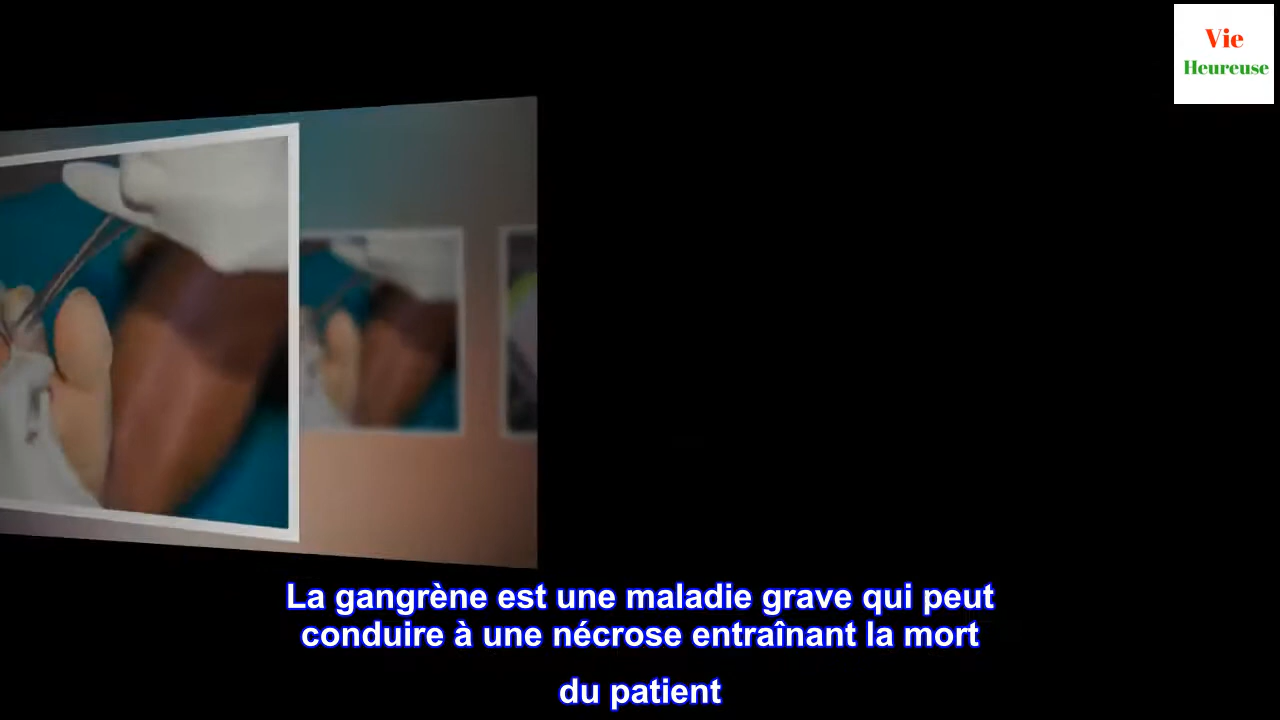 Vie
Heureuse
La gangrène est une maladie grave qui peut
conduire à une nécrose entraînant la mort
du patient